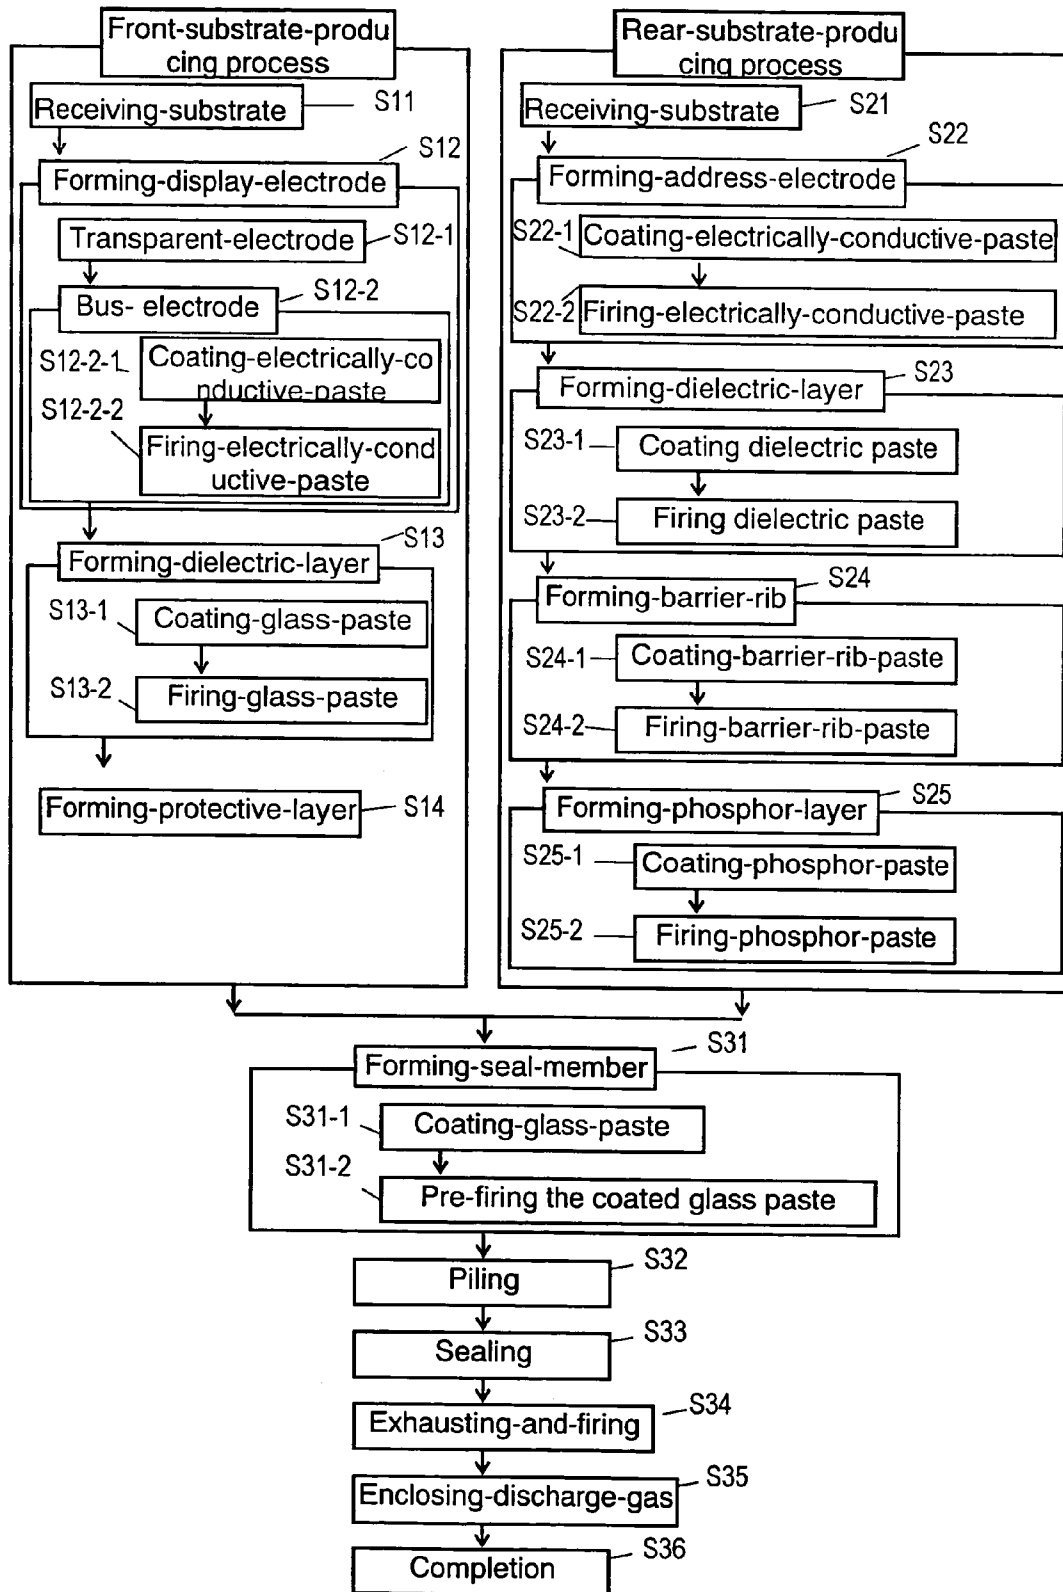 Front-substrate-produ
cing process
Receiving-substrate
S11
Forming-display-electrode
S12
Transparent-electrode
S12-1
Bus- electrode
S12-2
S12-2-1
Coating-electrically-co
nductive-paste
S12-2-2
Firing-electrically-cond
uctive-paste
Forming-dielectric-layer
S13
S13-1
Coating-glass-paste
S13-2
Firing-glass-paste
Forming-protective-layer
S14
Rear-substrate-produ
cing process
Receiving-substrate
S21
Forming-address-electrode
S22
S22-1
Coating-electrically-conductive-paste
S22-2
Firing-electrically-conductive-paste
Forming-dielectric-layer
S23
S23-1
Coating dielectric paste
S23-2
Firing dielectric paste
Forming-barrier-rib
S24
S24-1
Coating-barrier-rib-paste
S24-2
Firing-barrier-rib-paste
Forming-phosphor-layer
S25
S25-1
Coating-phosphor-paste
S25-2
Firing-phosphor-paste
Forming-seal-member
S31
S31-1
Coating-glass-paste
S31-2
Pre-firing the coated glass paste
Piling
S32
Sealing
S33
Exhausting-and-firing
S34
Enclosing-discharge-gas
S35
Completion
S36